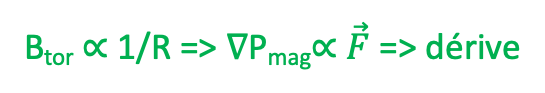 B_tor ∝ 1/R => ∇P_mag ∝ F⃗ => dérive